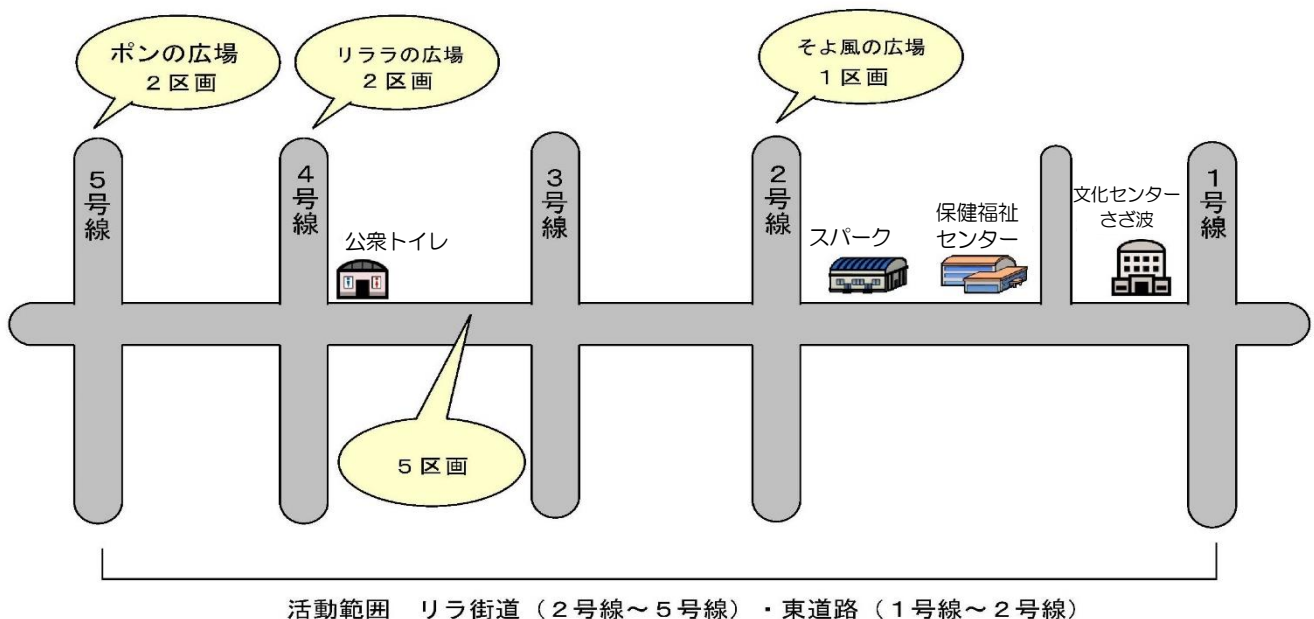 ポンの広場
２区画
リララの広場
２区画
そよ風の広場
１区画
５号線
４号線
３号線
２号線
１号線
公衆トイレ
スパーク
保健福祉
センター
文化センター
さざ波
５区画
活動範囲　リラ街道（２号線～５号線）・東道路（１号線～２号線）